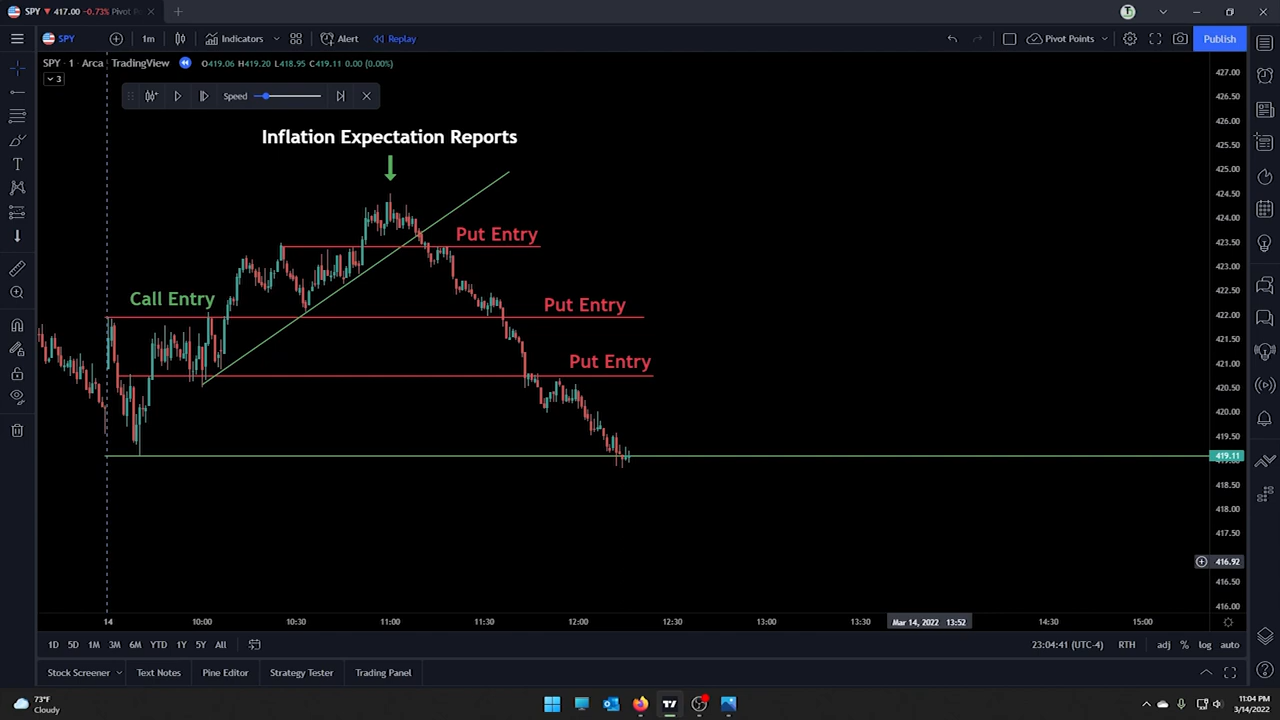 SPY ▼ 417.00 -0.73% Pivot Poi
SPY 1m Indicators Alert Replay Pivot Points Publish
SPY · 1 · Arca TradingView O419.06 H419.20 L418.95 C419.11 0.00 (0.00%)
3
Speed
427.00
426.50
426.00
Inflation Expectation Reports
425.50
425.00
424.50
424.00
Put Entry
423.50
423.00
422.50
Call Entry
Put Entry
422.00
421.50
Put Entry
421.00
420.50
420.00
419.50
419.11
418.50
418.00
417.50
416.92
416.50
416.00
14 10:00 10:30 11:00 11:30 12:00 12:30 13:00 13:30 Mar 14, 2022 13:52 14:30 15:00
1D 5D 1M 3M 6M YTD 1Y 5Y All 23:04:41 (UTC-4) RTH adj % log auto
Stock Screener Text Notes Pine Editor Strategy Tester Trading Panel
73°F
Cloudy
11:04 PM
3/14/2022